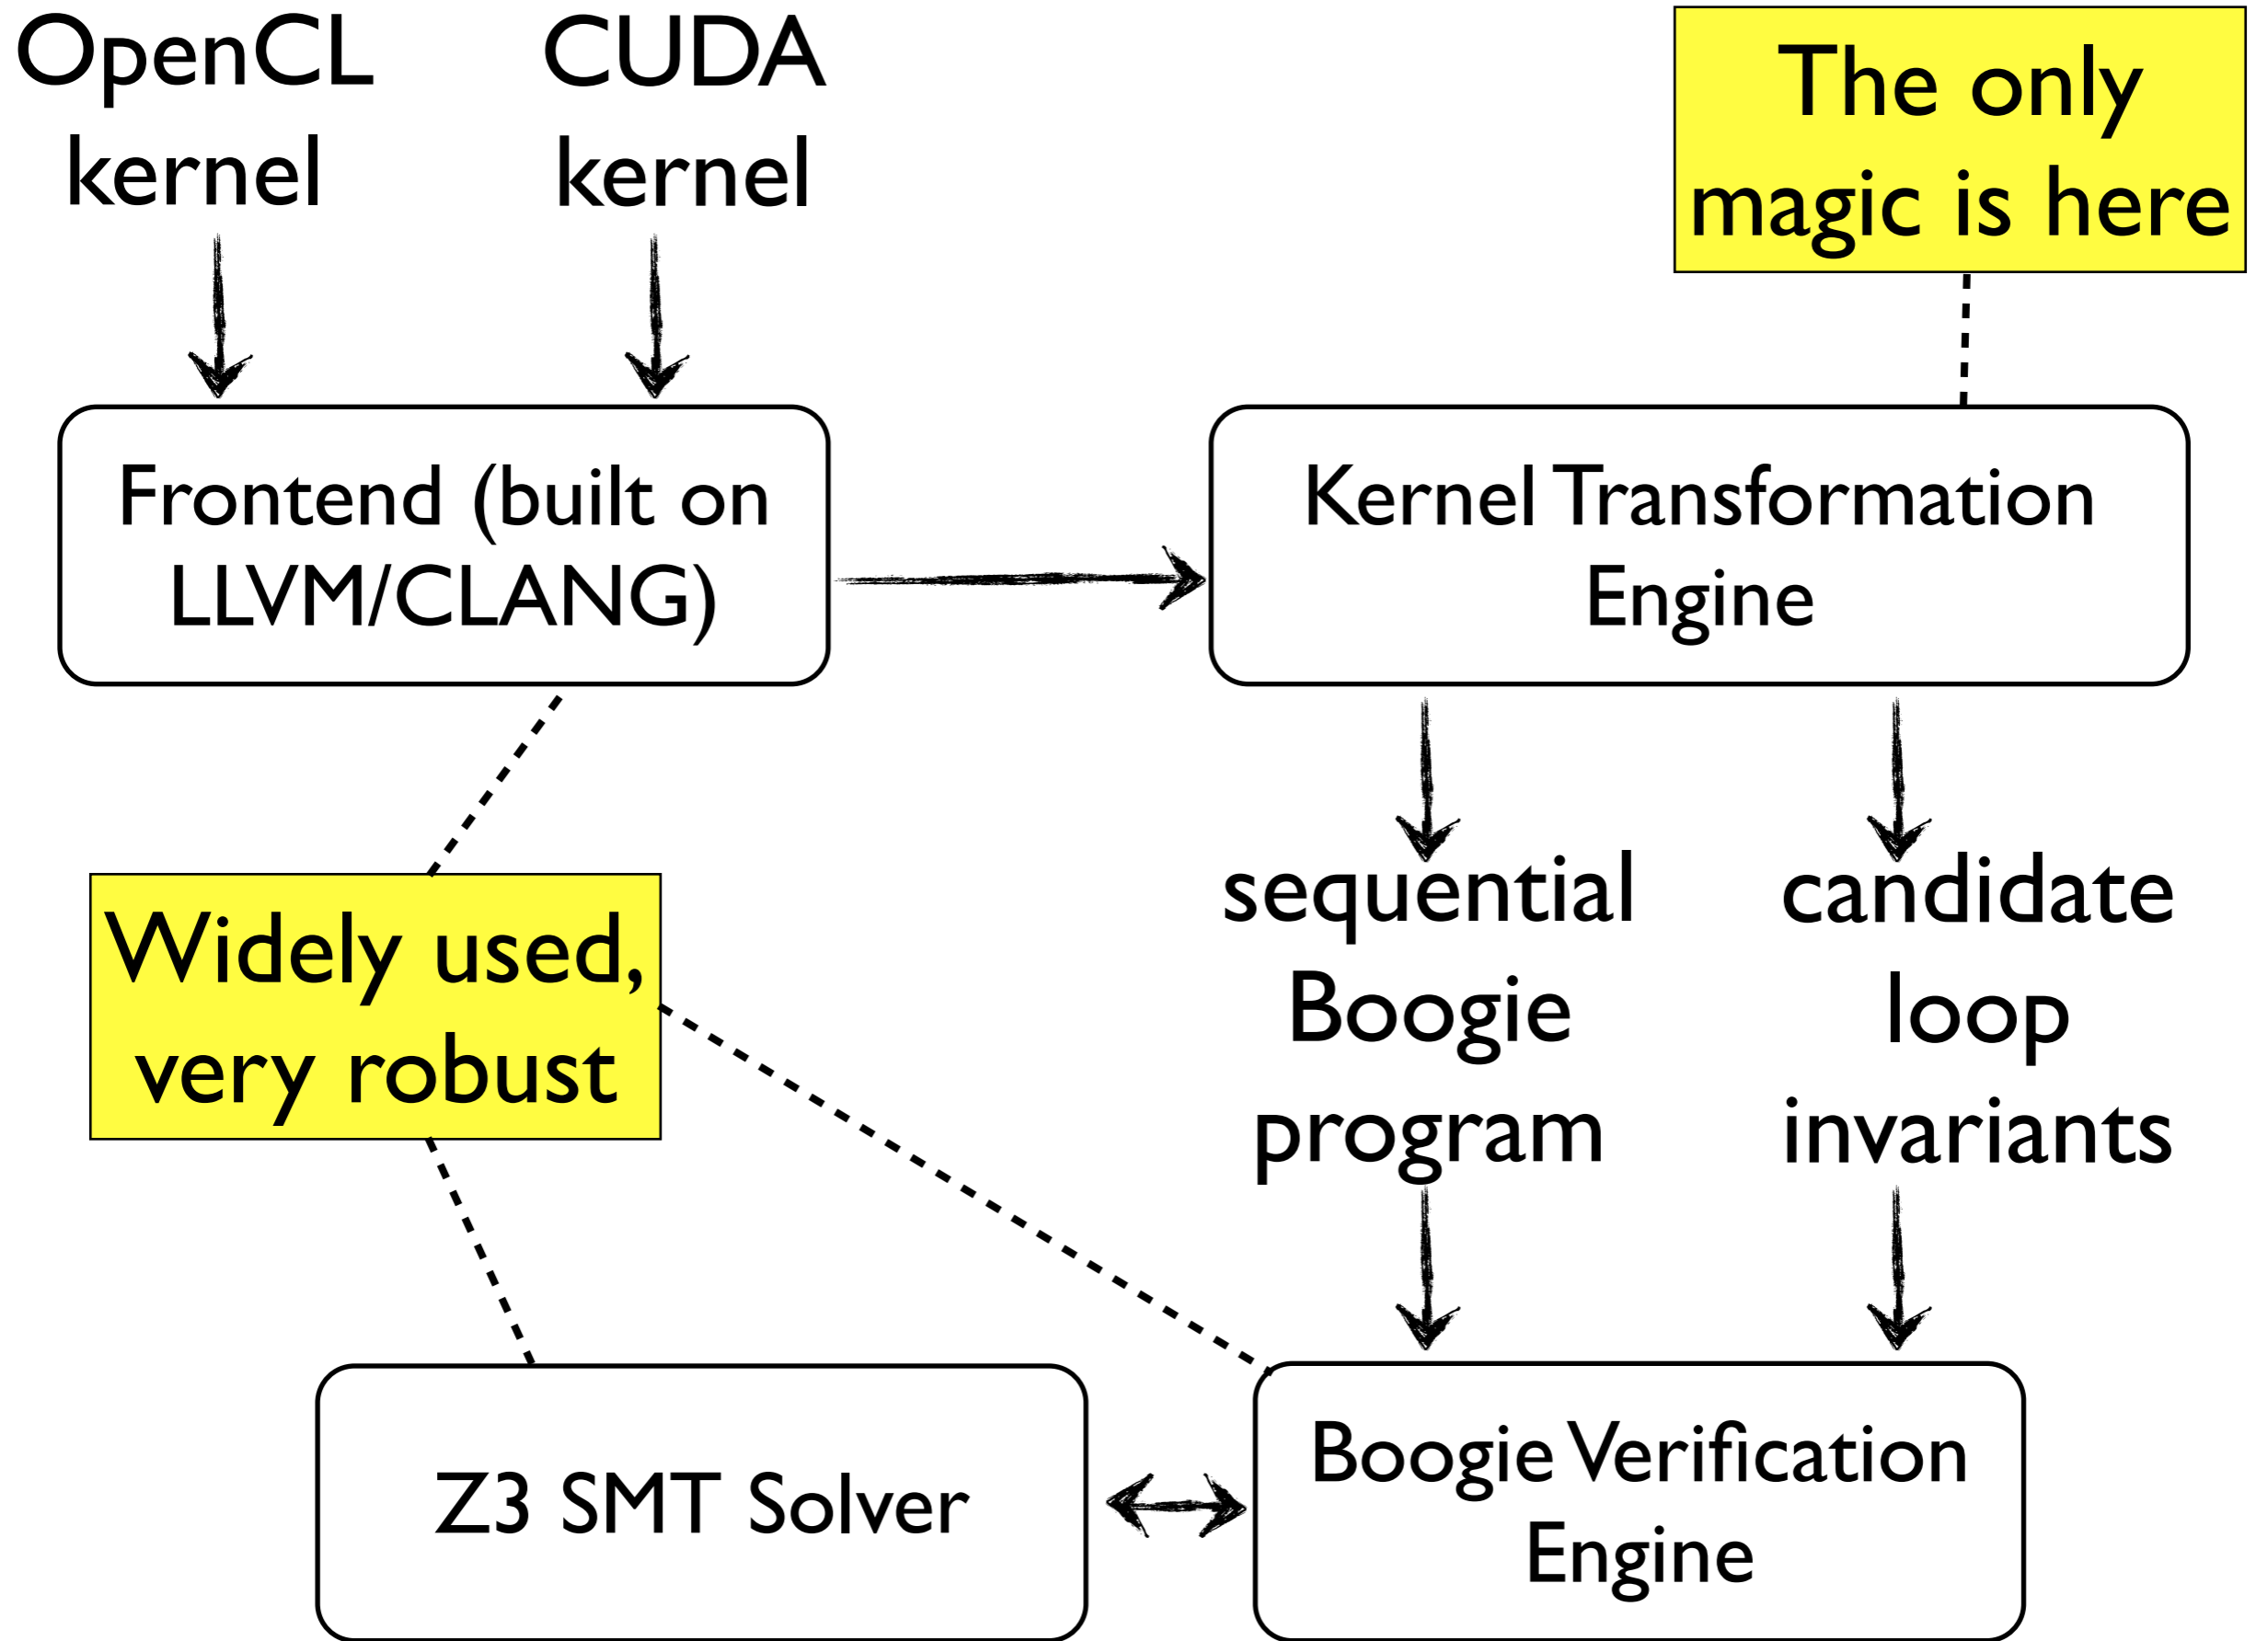 OpenCL
kernel
CUDA
kernel
The only
magic is here
Frontend (built on
LLVM/CLANG)
Kernel Transformation
Engine
Widely used,
very robust
sequential
Boogie
program
candidate
loop
invariants
Z3 SMT Solver
Boogie Verification
Engine